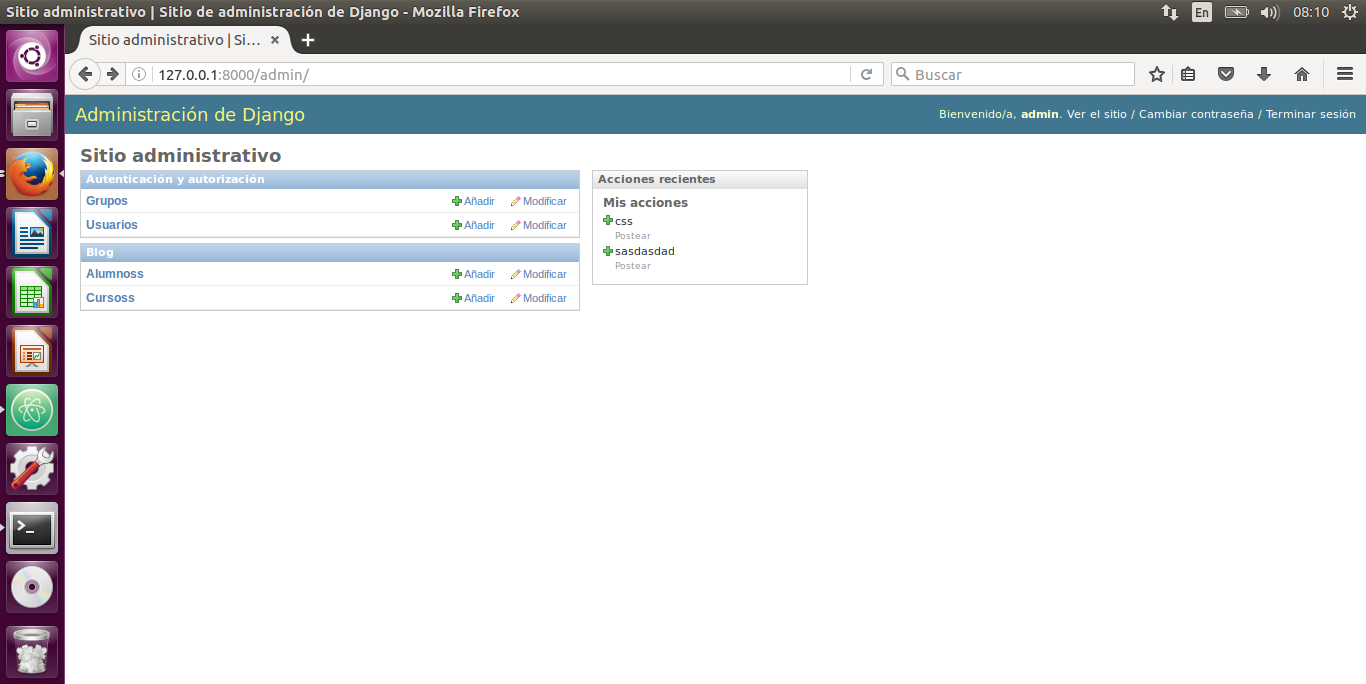 Sitio administrativo | Sitio de administración de Django - Mozilla Firefox
En
08:10
Sitio administrativo | Si...
127.0.0.1:8000/admin/
Buscar
Administración de Django
Bienvenido/a, admin. Ver el sitio / Cambiar contraseña / Terminar sesión
Sitio administrativo
Autenticación y autorización
Grupos Añadir Modificar
Usuarios Añadir Modificar
Blog
Alumnoss Añadir Modificar
Cursoss Añadir Modificar
Acciones recientes
Mis acciones
css
Postear
sasdasdad
Postear